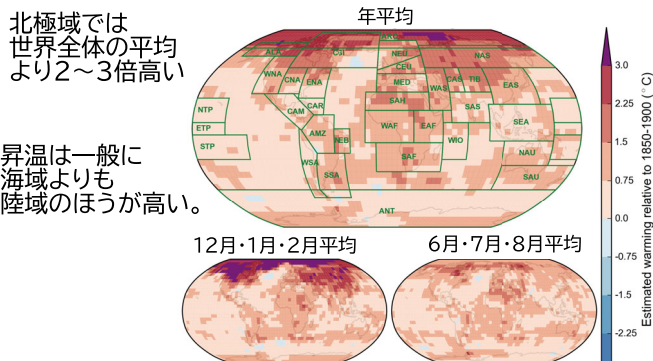 北極域では
世界全体の平均
より2～3倍高い
昇温は一般に
海域よりも
陸域のほうが高い。
年平均
ALA
CGI
NEU
NAS
WNA
CNA
ENA
CEU
MED
WAS
CAS
TIB
EAS
CAM
CAR
SAH
SAS
NTP
ETP
STP
AMZ
NEB
WAF
EAF
WIO
SEA
WSA
SSA
SAF
NAU
SAU
ANT
12月・1月・2月平均
6月・7月・8月平均
3.0
2.25
1.5
0.75
0.0
-0.75
-1.5
-2.25
Estimated warming relative to 1850-1900 (°C)